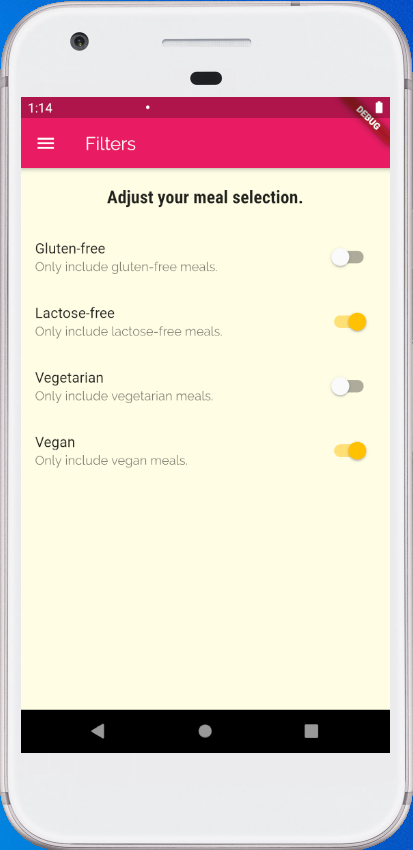 1:14
DEBUG
Filters
Adjust your meal selection.
Gluten-free
Only include gluten-free meals.
Lactose-free
Only include lactose-free meals.
Vegetarian
Only include vegetarian meals.
Vegan
Only include vegan meals.